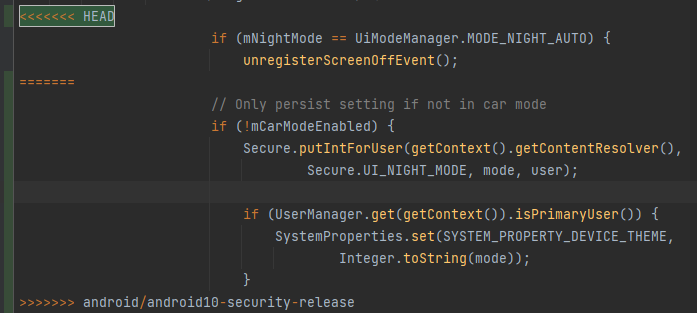 <<<<<<< HEAD
if (mNightMode == UiModeManager.MODE_NIGHT_AUTO) {
unregisterScreenOffEvent();
=======
// Only persist setting if not in car mode
if (!mCarModeEnabled) {
Secure.putIntForUser(getContext().getContentResolver(),
Secure.UI_NIGHT_MODE, mode, user);
if (UserManager.get(getContext()).isPrimaryUser()) {
SystemProperties.set(SYSTEM_PROPERTY_DEVICE_THEME,
Integer.toString(mode));
}
>>>>>>> android/android10-security-release